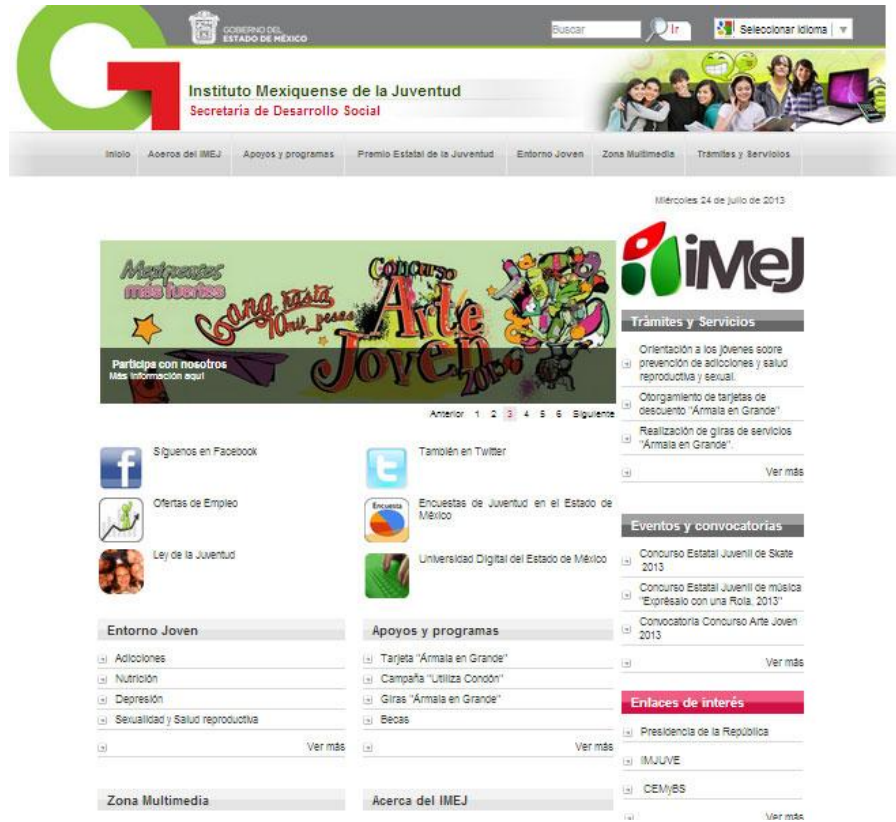 GOBIERNO DEL
ESTADO DE MÉXICO
Buscar
Ir
Seleccionar idioma
Instituto Mexiquense de la Juventud
Secretaría de Desarrollo Social
Inicio
Acerca del IMEJ
Apoyos y programas
Premio Estatal de la Juventud
Entorno Joven
Zona Multimedia
Trámites y Servicios
Miércoles 24 de julio de 2013
Mexiquenses
más fuertes
Gana hasta
10mil pesos
Concurso
Arte
Joven
2013
Participa con nosotros
Más información aquí
Anterior 1 2 3 4 5 6 Siguiente
iMeJ
Síguenos en Facebook
También en Twitter
Ofertas de Empleo
Encuesta
Encuestas de Juventud en el Estado de
México
Ley de la Juventud
Universidad Digital del Estado de México
Entorno Joven
Adicciones
Nutrición
Depresión
Sexualidad y Salud reproductiva
Ver más
Apoyos y programas
Tarjeta "Ármala en Grande"
Campaña "Utiliza Condón"
Giras "Ármala en Grande"
Becas
Ver más
Zona Multimedia
Acerca del IMEJ
Trámites y Servicios
Orientación a los jóvenes sobre
prevención de adicciones y salud
reproductiva y sexual.
Otorgamiento de tarjetas de
descuento "Ármala en Grande"
Realización de giras de servicios
"Ármala en Grande".
Ver más
Eventos y convocatorias
Concurso Estatal Juvenil de Skate
2013
Concurso Estatal Juvenil de música
"Exprésalo con una Rola, 2013"
Convocatoria Concurso Arte Joven
2013
Ver más
Enlaces de interés
Presidencia de la República
IMJUVE
CEMyBS
Ver más